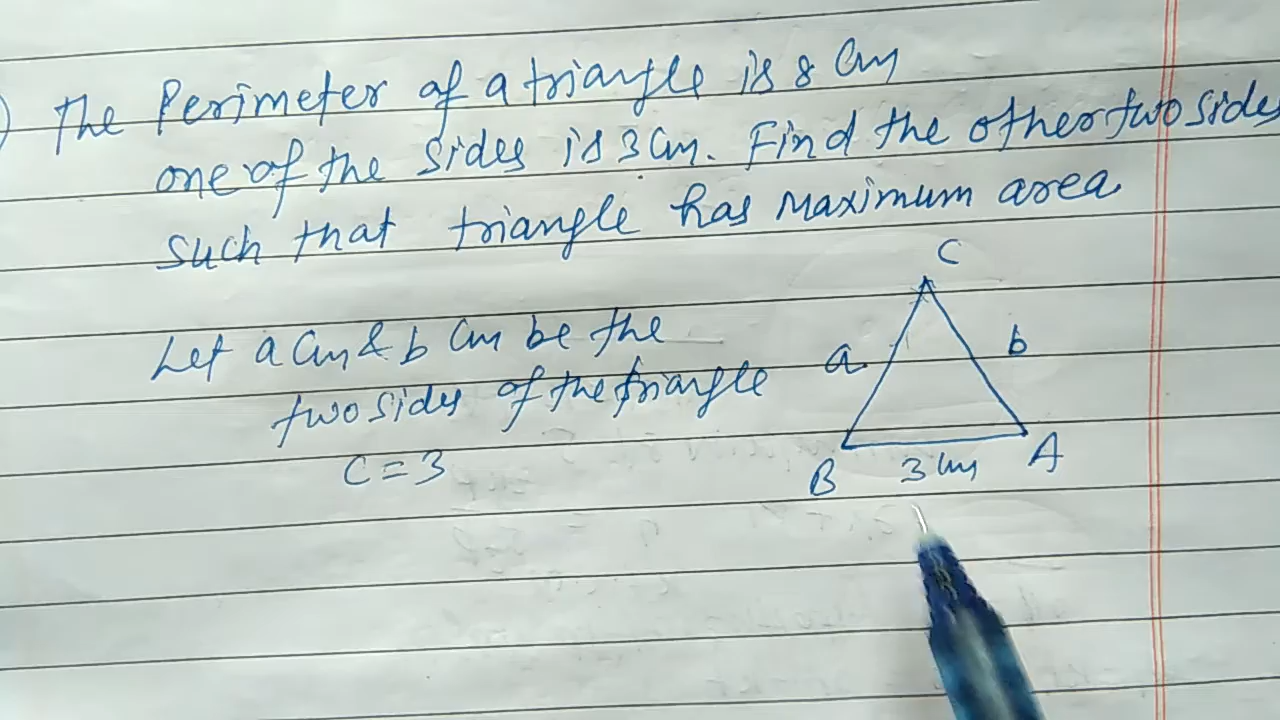 The Perimeter of a triangle is 8 cm
one of the sides is 3 cm. Find the other two sides
such that triangle has maximum area
Let a cm & b cm be the
two sides of the triangle
C = 3
C
a
b
B
3 cm
A